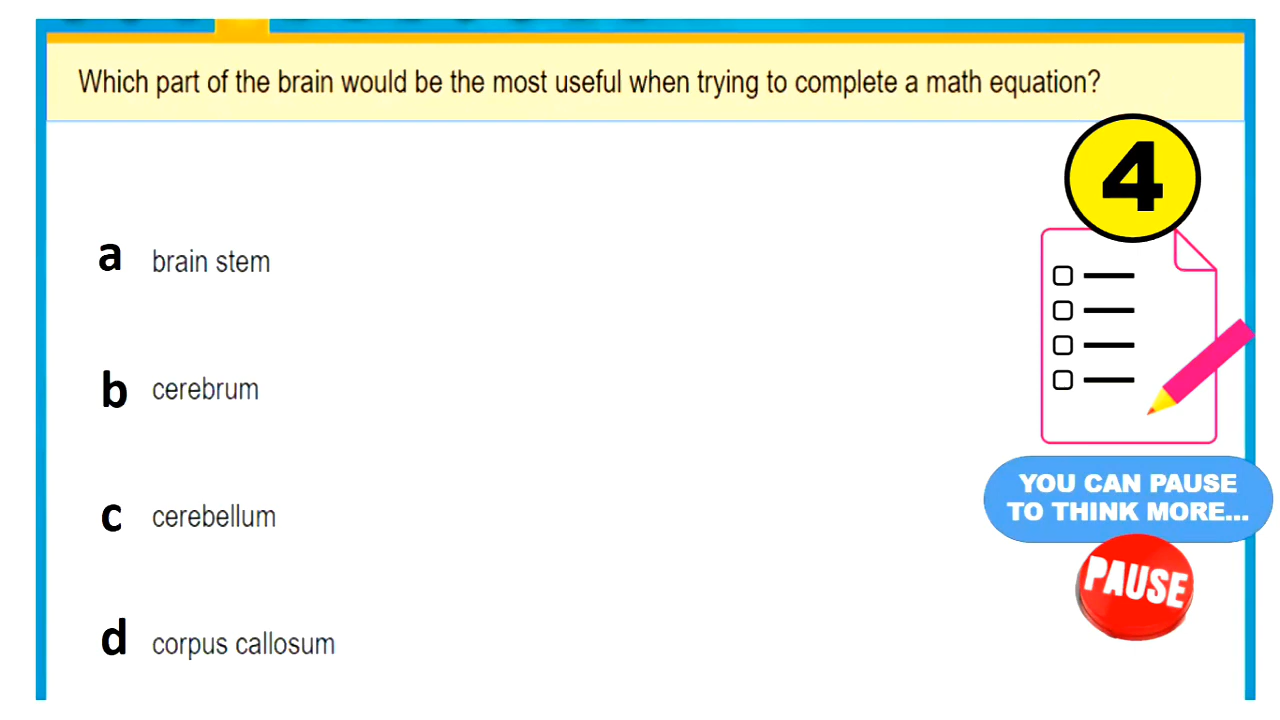 Which part of the brain would be the most useful when trying to complete a math equation?
4
a brain stem
b cerebrum
c cerebellum
d corpus callosum
YOU CAN PAUSE
TO THINK MORE...
PAUSE